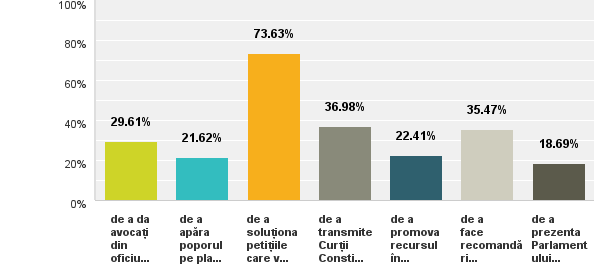 100%
80%
60%
40%
20%
0%
29.61%
21.62%
73.63%
36.98%
22.41%
35.47%
18.69%
de a da
avocați
din
oficiu...
de a
apăra
poporul
pe pla...
de a
soluționa
petițiile
care v...
de a
transmite
Curții
Consti...
de a
promova
recursul
în...
de a
face
recomandă
ri...
de a
prezenta
Parlament
ului...